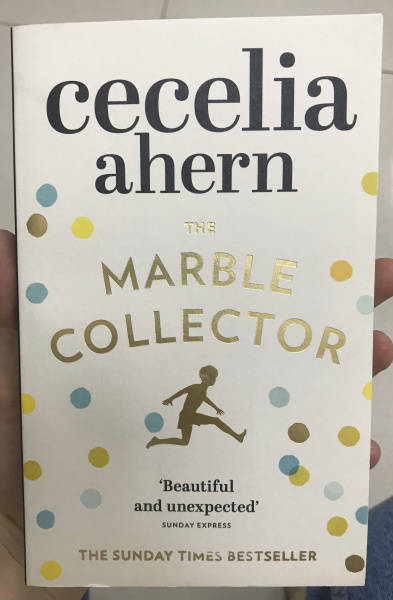 cecelia
ahern
THE
MARBLE
COLLECTOR
‘Beautiful
and unexpected’
SUNDAY EXPRESS
THE SUNDAY TIMES BESTSELLER